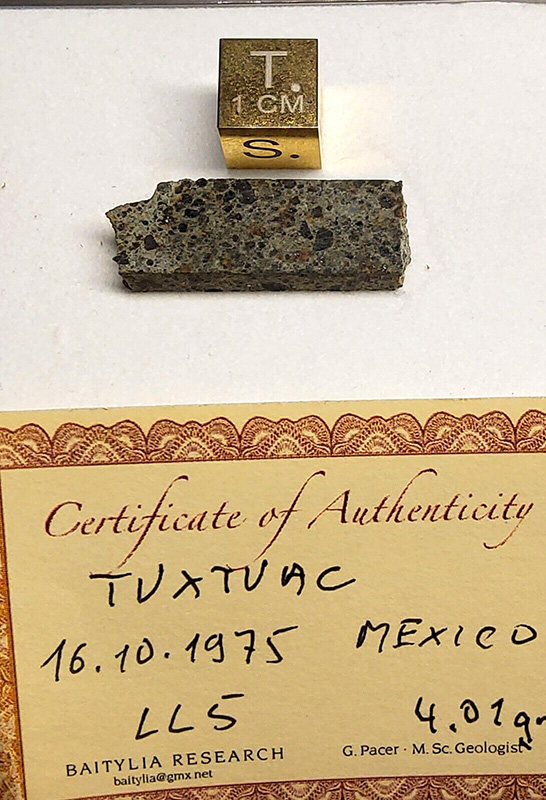 T.
1 CM
S.
Certificate of Authenticity
TUXTUAC
16.10.1975 MEXICO
LL5 4.01gr
BAITYLIA RESEARCH G. Pacer · M. Sc. Geologist
baitylia@gmx.net